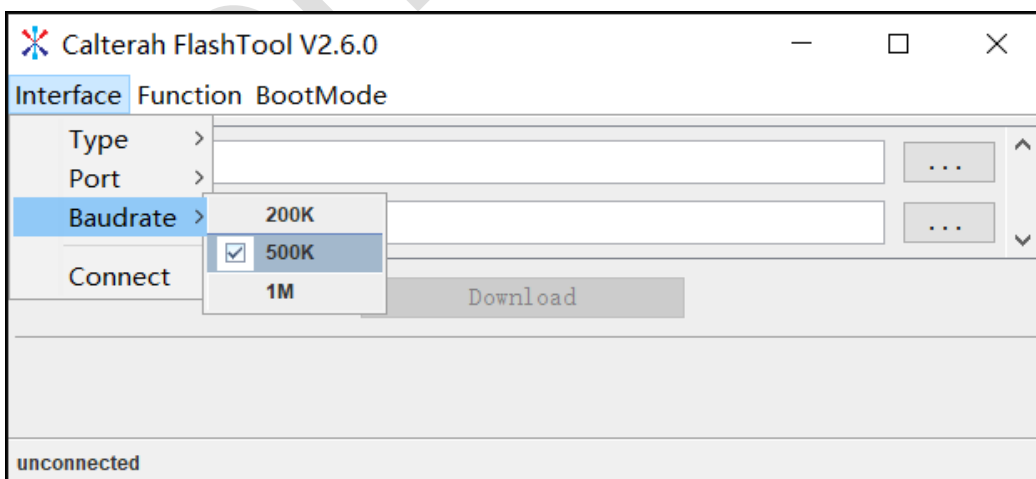 Calterah FlashTool V2.6.0
Interface Function BootMode
Type
Port
...
Baudrate
200K
...
500K
Connect
1M
Download
unconnected